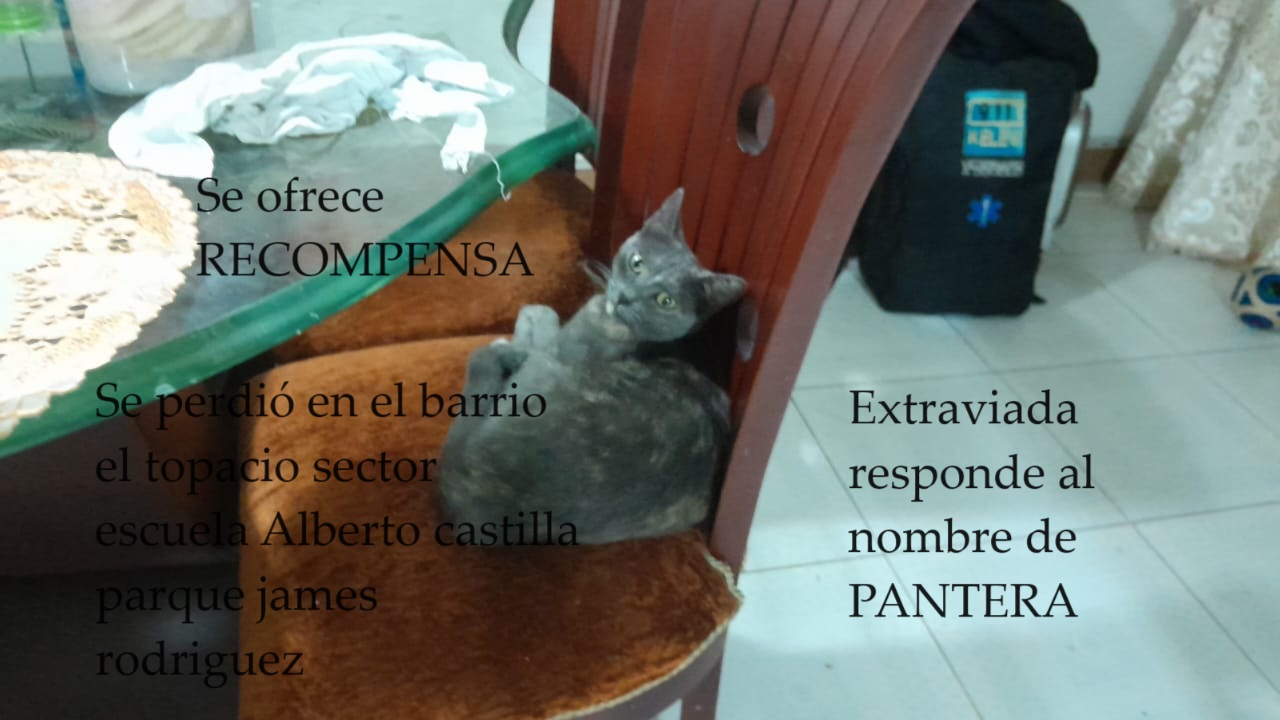 Se ofrece
RECOMPENSA
Se perdió en el barrio
el topacio sector
escuela Alberto castilla
parque james
rodriguez
Extraviada
responde al
nombre de
PANTERA